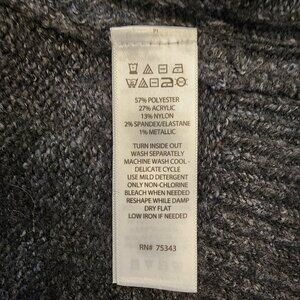 57% POLYESTER
27% ACRYLIC
13% NYLON
2% SPANDEX/ELASTANE
1% METALLIC
TURN INSIDE OUT
WASH SEPARATELY
MACHINE WASH COOL -
DELICATE CYCLE
USE MILD DETERGENT
ONLY NON-CHLORINE
BLEACH WHEN NEEDED
RESHAPE WHILE DAMP
DRY FLAT
LOW IRON IF NEEDED
RN# 75343